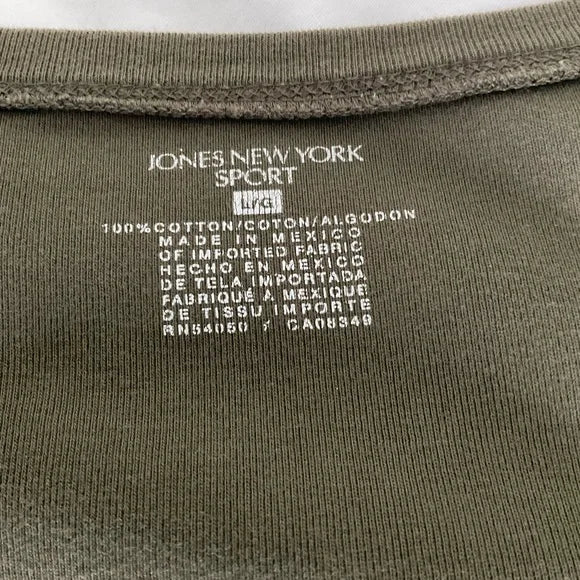 JONES NEW YORK
SPORT
L/G
100%COTTON/COTON/ALGODON
MADE IN MEXICO
OF IMPORTED FABRIC
HECHO EN MEXICO
DE TELA IMPORTADA
FABRIQUÉ A MEXIQUE
DE TISSU IMPORTE
RN54050 / CA08349